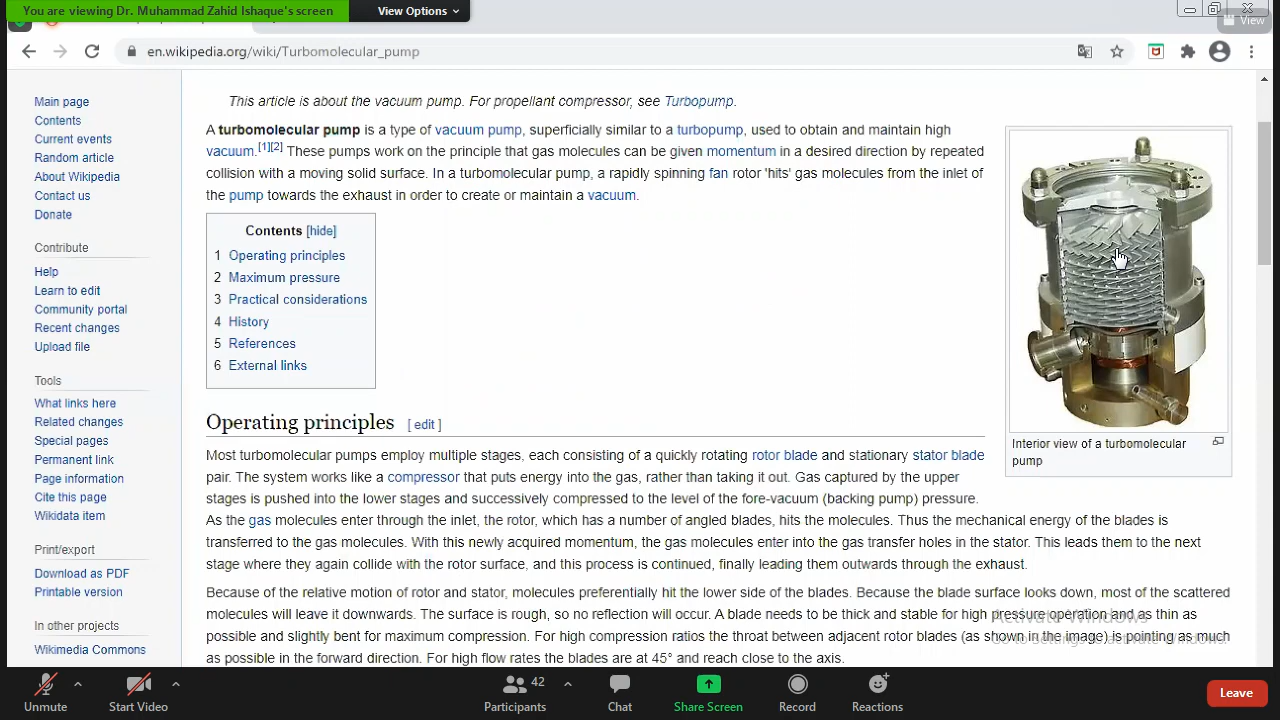 You are viewing Dr. Muhammad Zahid Ishaque's screen
View Options
View
en.wikipedia.org/wiki/Turbomolecular_pump
Main page
Contents
Current events
Random article
About Wikipedia
Contact us
Donate
Contribute
Help
Learn to edit
Community portal
Recent changes
Upload file
Tools
What links here
Related changes
Special pages
Permanent link
Page information
Cite this page
Wikidata item
Print/export
Download as PDF
Printable version
In other projects
Wikimedia Commons
This article is about the vacuum pump. For propellant compressor, see Turbopump.
A turbomolecular pump is a type of vacuum pump, superficially similar to a turbopump, used to obtain and maintain high
vacuum.[1][2] These pumps work on the principle that gas molecules can be given momentum in a desired direction by repeated
collision with a moving solid surface. In a turbomolecular pump, a rapidly spinning fan rotor 'hits' gas molecules from the inlet of
the pump towards the exhaust in order to create or maintain a vacuum.
Contents [hide]
1 Operating principles
2 Maximum pressure
3 Practical considerations
4 History
5 References
6 External links
Interior view of a turbomolecular
pump
Operating principles [ edit ]
Most turbomolecular pumps employ multiple stages, each consisting of a quickly rotating rotor blade and stationary stator blade
pair. The system works like a compressor that puts energy into the gas, rather than taking it out. Gas captured by the upper
stages is pushed into the lower stages and successively compressed to the level of the fore-vacuum (backing pump) pressure.
As the gas molecules enter through the inlet, the rotor, which has a number of angled blades, hits the molecules. Thus the mechanical energy of the blades is
transferred to the gas molecules. With this newly acquired momentum, the gas molecules enter into the gas transfer holes in the stator. This leads them to the next
stage where they again collide with the rotor surface, and this process is continued, finally leading them outwards through the exhaust.
Because of the relative motion of rotor and stator, molecules preferentially hit the lower side of the blades. Because the blade surface looks down, most of the scattered
molecules will leave it downwards. The surface is rough, so no reflection will occur. A blade needs to be thick and stable for high pressure operation and as thin as
possible and slightly bent for maximum compression. For high compression ratios the throat between adjacent rotor blades (as shown in the image) is pointing as much
as possible in the forward direction. For high flow rates the blades are at 45° and reach close to the axis.
Activate Windows
Go to Settings to activate Windows.
Unmute
Start Video
42
Participants
Chat
Share Screen
Record
Reactions
Leave